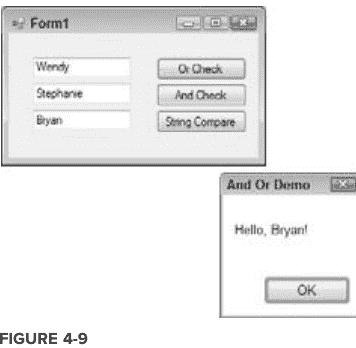 Form1
Wendy
Or Check
Stephanie
And Check
Bryan
String Compare
And Or Demo
Hello, Bryan!
OK
FIGURE 4-9